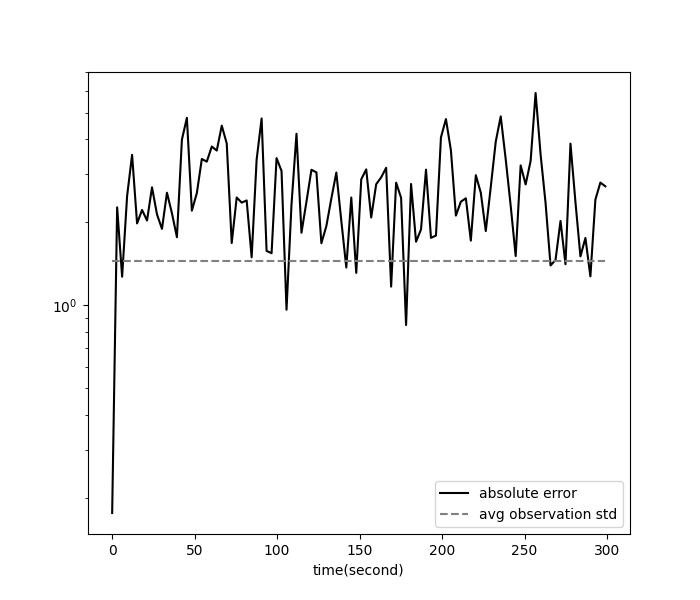 10⁰
0 50 100 150 200 250 300
time(second)
absolute error
avg observation std